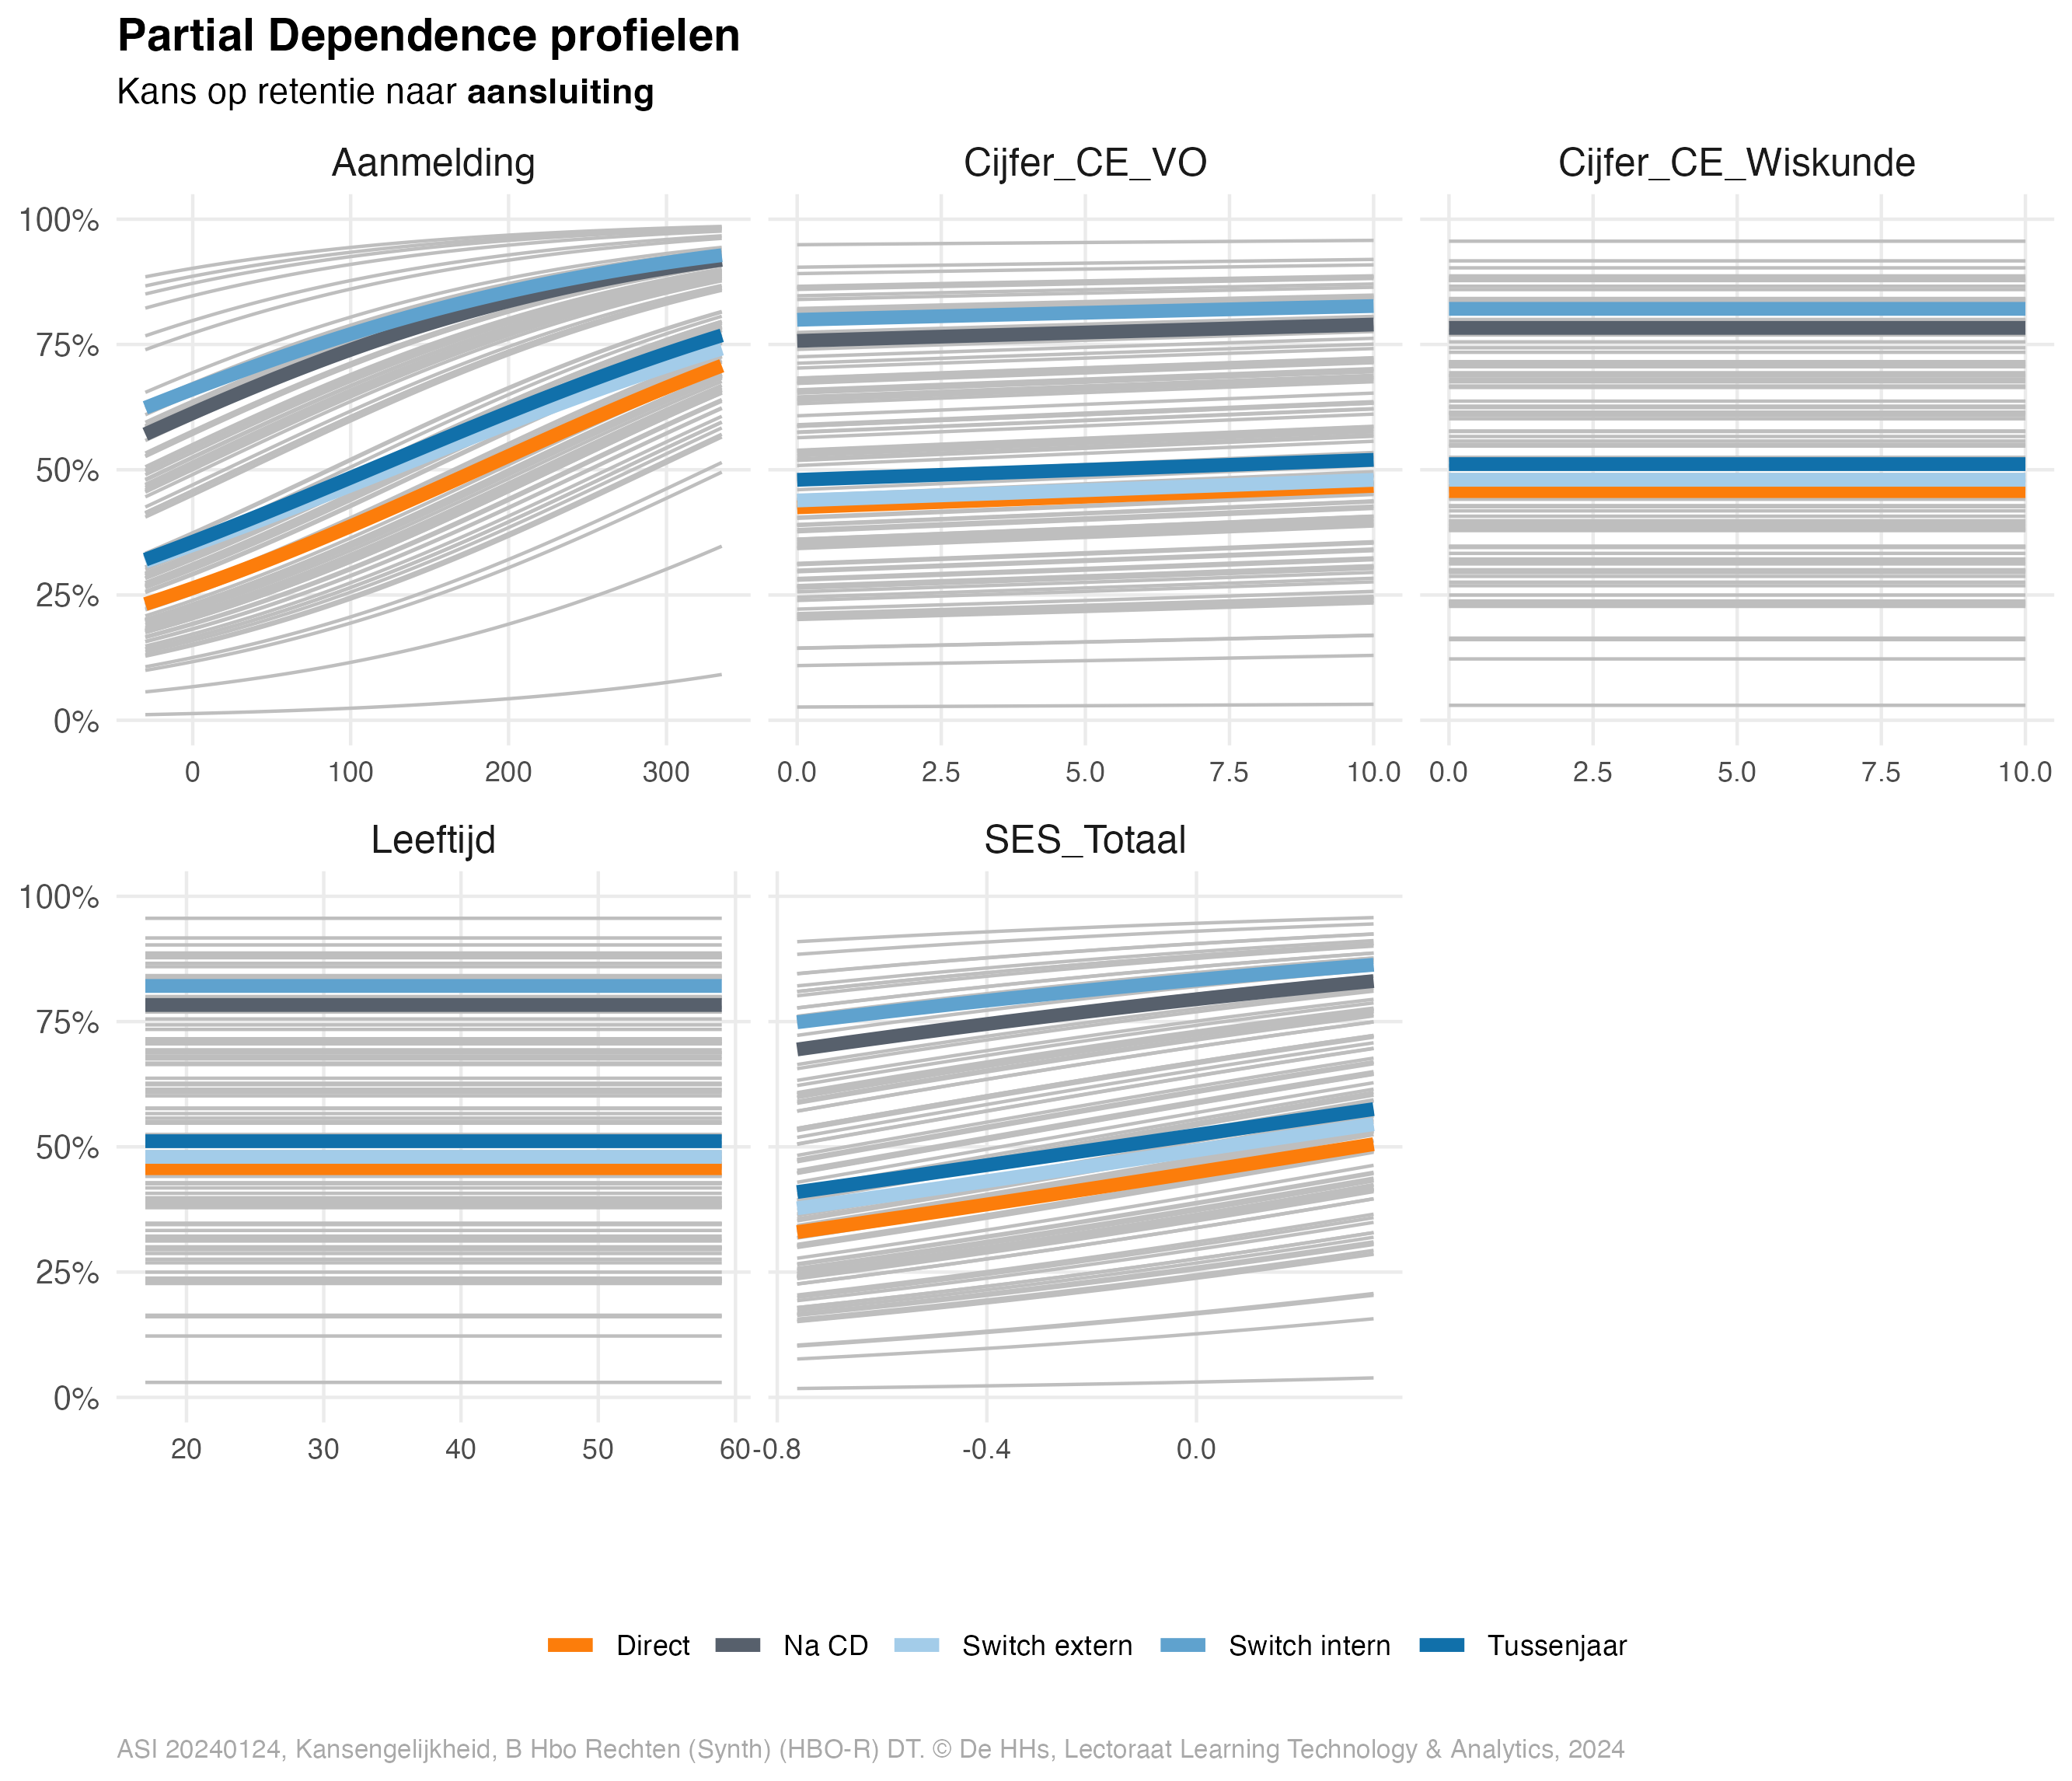 Partial Dependence profielen
Kans op retentie naar aansluiting
Aanmelding
Cijfer_CE_VO
Cijfer_CE_Wiskunde
100%
75%
50%
25%
0%
0 100 200 300
0.0 2.5 5.0 7.5 10.0
0.0 2.5 5.0 7.5 10.0
Leeftijd
SES_Totaal
100%
75%
50%
25%
0%
20 30 40 50 60
-0.8 -0.4 0.0
Direct Na CD Switch extern Switch intern Tussenjaar
ASI 20240124, Kansengelijkheid, B Hbo Rechten (Synth) (HBO-R) DT. © De HHs, Lectoraat Learning Technology & Analytics, 2024